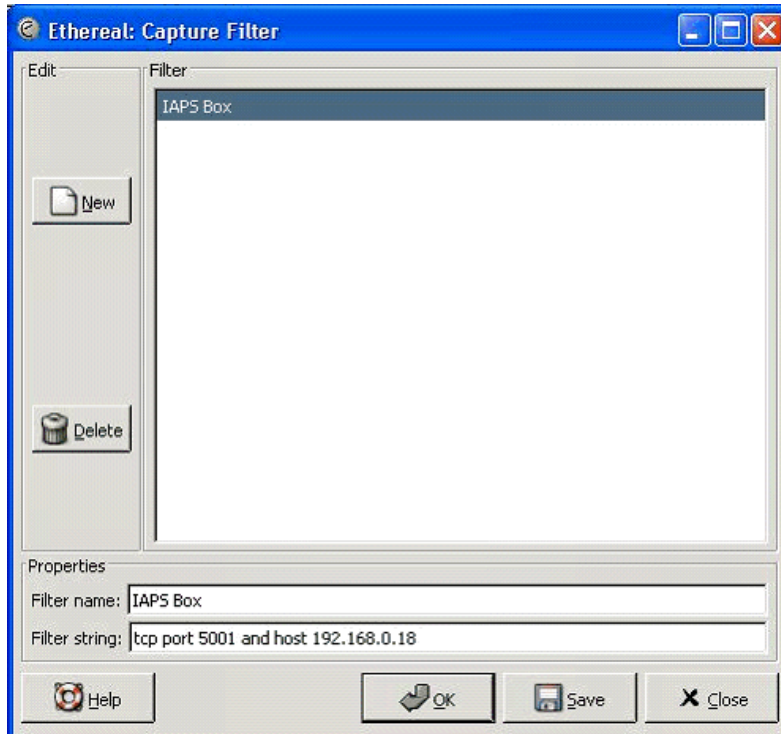 Ethereal: Capture Filter
Edit
Filter
IAPS Box
New
Delete
Properties
Filter name: IAPS Box
Filter string: tcp port 5001 and host 192.168.0.18
Help
OK
Save
Close